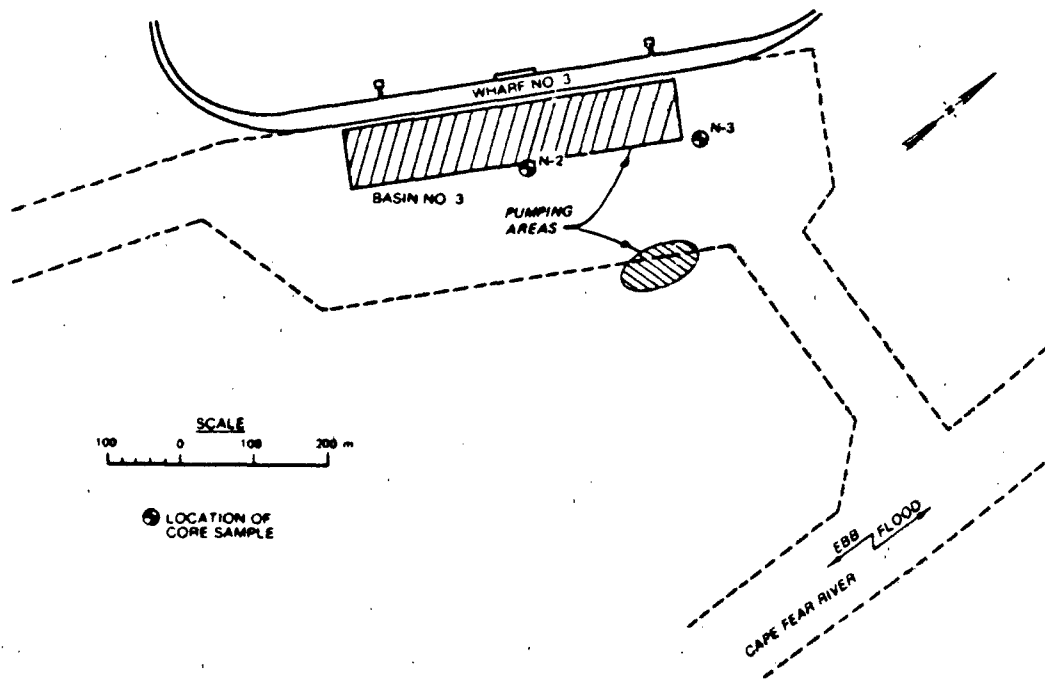 WHARF NO. 3
N-3
N-2
BASIN NO. 3
PUMPING
AREAS
SCALE
100 0 100 200 m
LOCATION OF
CORE SAMPLE
EBB FLOOD
CAPE FEAR RIVER